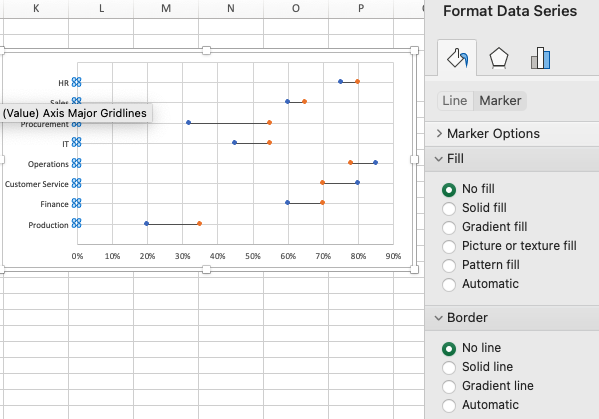 K L M N O P
Format Data Series
HR
Sales
(Value) Axis Major Gridlines
Procurement
IT
Operations
Customer Service
Finance
Production
0% 10% 20% 30% 40% 50% 60% 70% 80% 90%
Line Marker
Marker Options
Fill
No fill
Solid fill
Gradient fill
Picture or texture fill
Pattern fill
Automatic
Border
No line
Solid line
Gradient line
Automatic